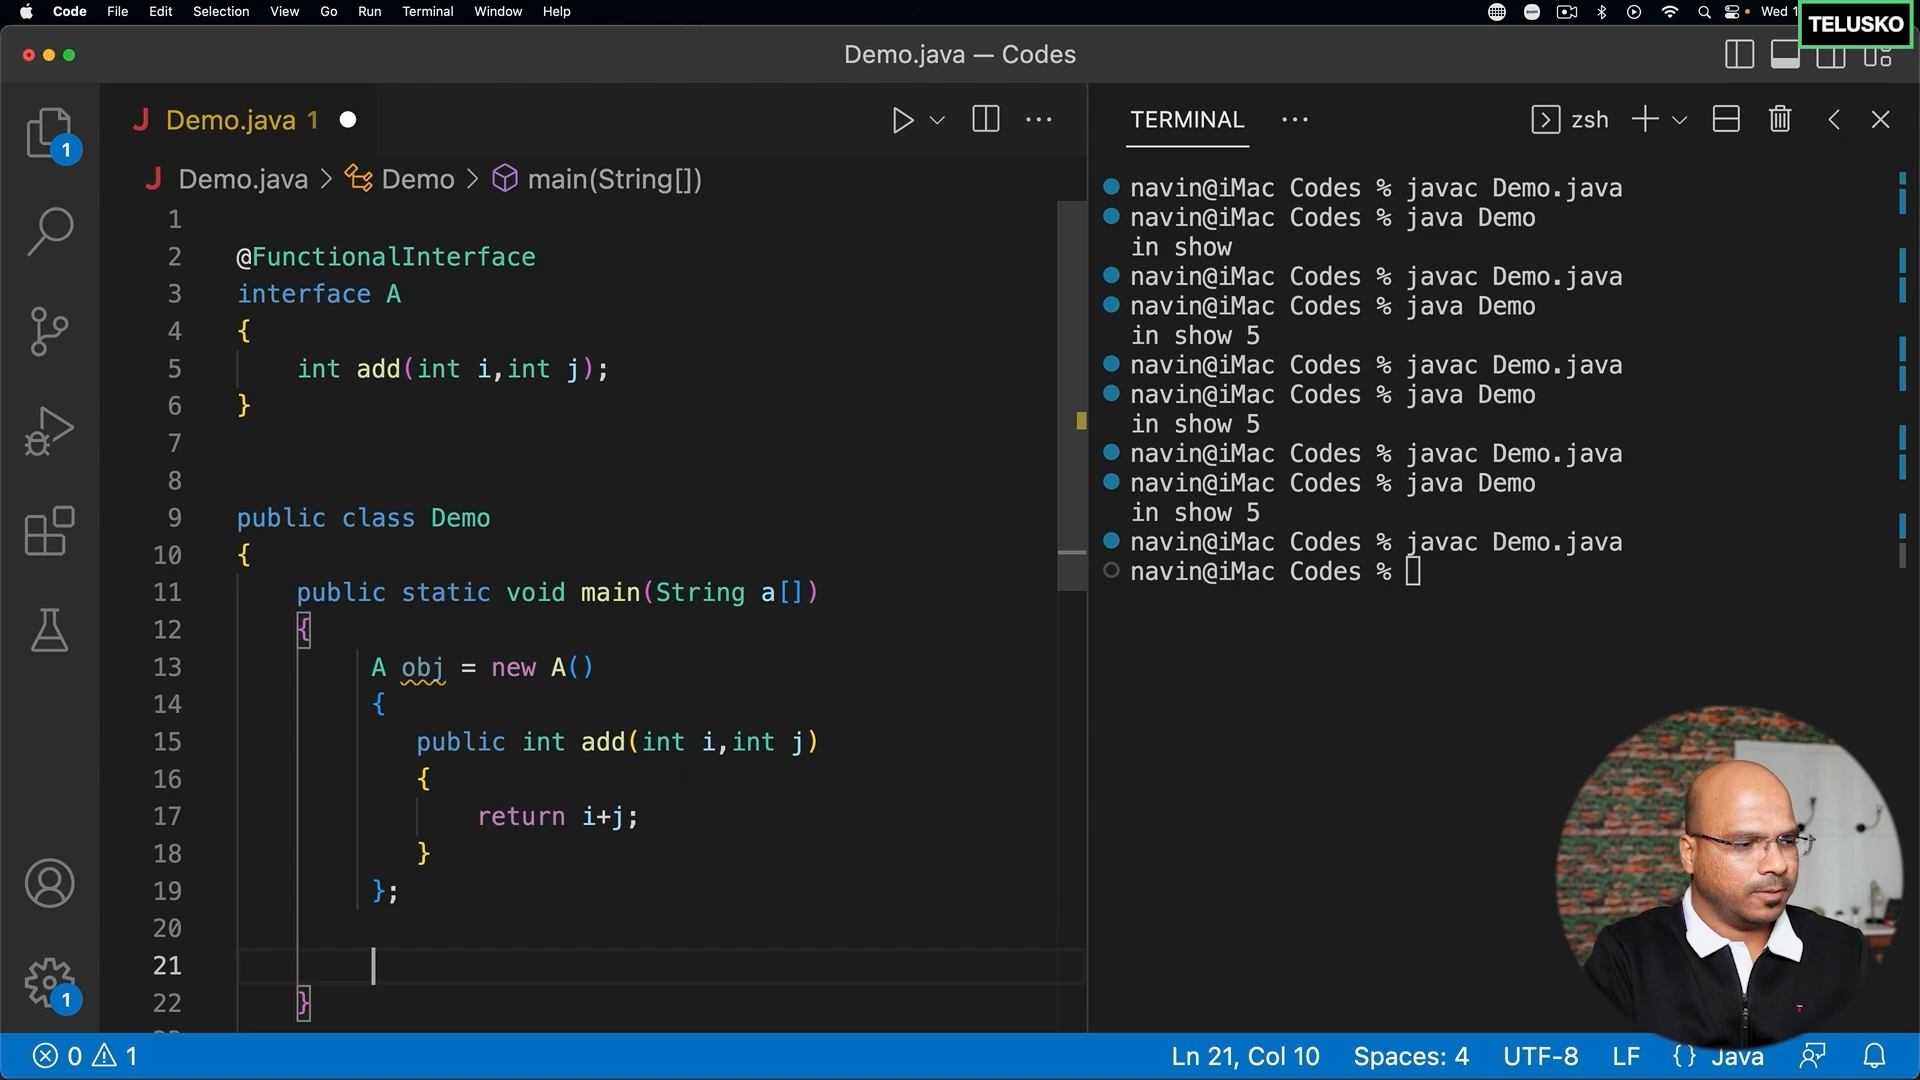 Code File Edit Selection View Go Run Terminal Window Help
zoom
Wed 1
TELUSKO
Demo.java — Codes
J Demo.java 1
TERMINAL
zsh
J Demo.java > Demo > main(String[])
1
2 @FunctionalInterface
3 interface A
4 {
5 int add(int i,int j);
6 }
7
8
9 public class Demo
10 {
11 public static void main(String a[])
12 {
13 A obj = new A()
14 {
15 public int add(int i,int j)
16 {
17 return i+j;
18 }
19 };
20
21
22 }
navin@iMac Codes % javac Demo.java
navin@iMac Codes % java Demo
in show
navin@iMac Codes % javac Demo.java
navin@iMac Codes % java Demo
in show 5
navin@iMac Codes % javac Demo.java
navin@iMac Codes % java Demo
in show 5
navin@iMac Codes % javac Demo.java
navin@iMac Codes % java Demo
in show 5
navin@iMac Codes % javac Demo.java
navin@iMac Codes %
1
1
0 1
Ln 21, Col 10 Spaces: 4 UTF-8 LF {} Java